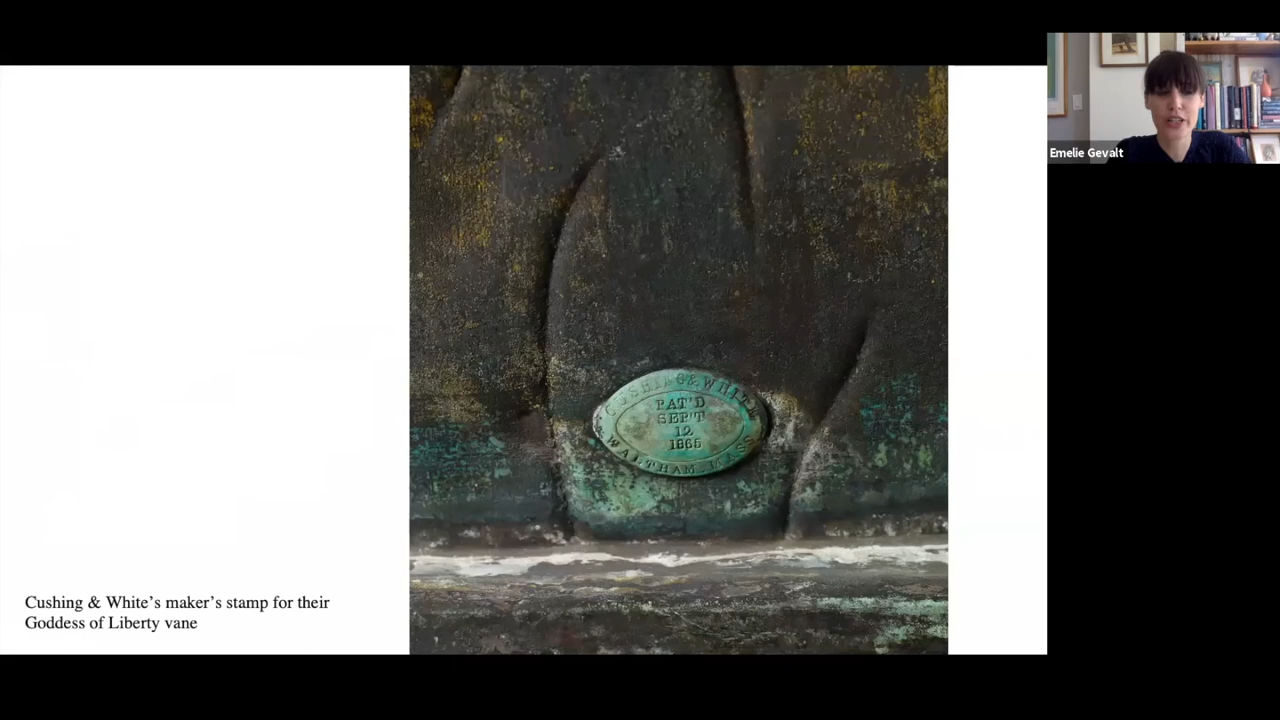 Emelie Gevalt
CUSHING & WHITE
PAT'D
SEP'T
12
1865
WALTHAM, MASS
Cushing & White's maker's stamp for their
Goddess of Liberty vane